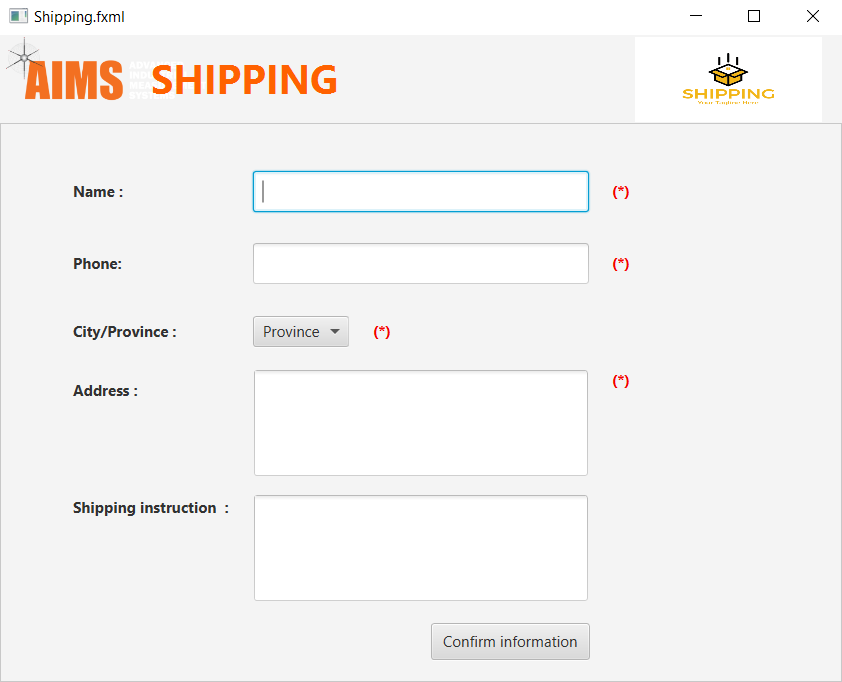 Shipping.fxml
AIMS SHIPPING
SHIPPING
Your Tagline Here
Name :
(*)
Phone:
(*)
City/Province :
Province
(*)
Address :
(*)
Shipping instruction :
Confirm information